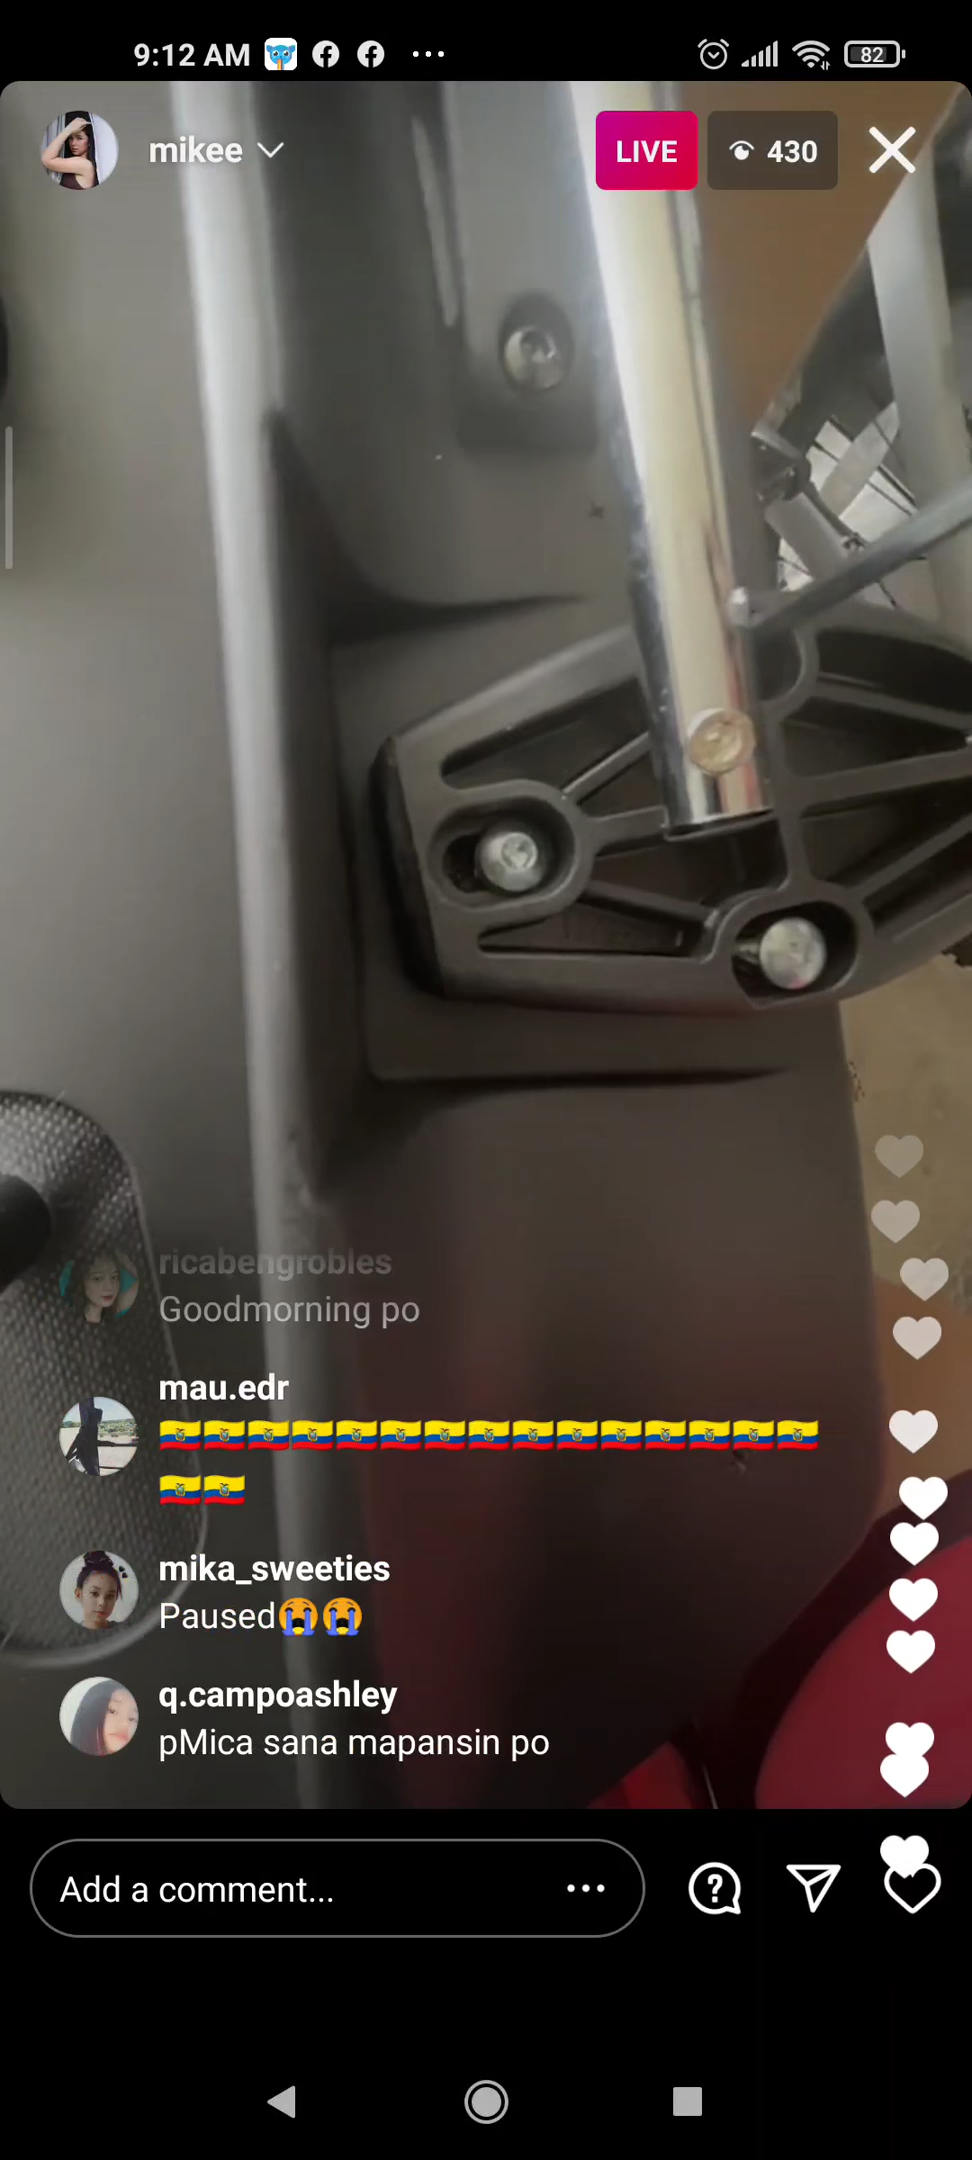 9:12 AM
82
mikee
LIVE
430
ricabengrobles
Goodmorning po
mau.edr
🇪🇨🇪🇨🇪🇨🇪🇨🇪🇨🇪🇨🇪🇨🇪🇨🇪🇨🇪🇨🇪🇨🇪🇨🇪🇨🇪🇨🇪🇨
🇪🇨🇪🇨
mika_sweeties
Paused😭😭
q.campoashley
pMica sana mapansin po
Add a comment...